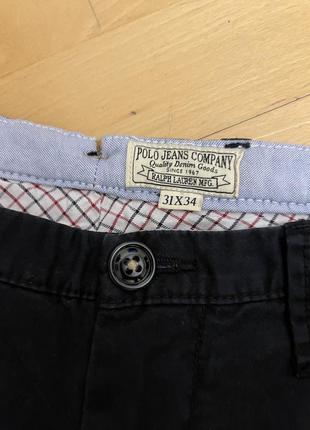 POLO JEANS COMPANY
Quality Denim Goods
SINCE 1967
RALPH LAUREN MFG.
31X34